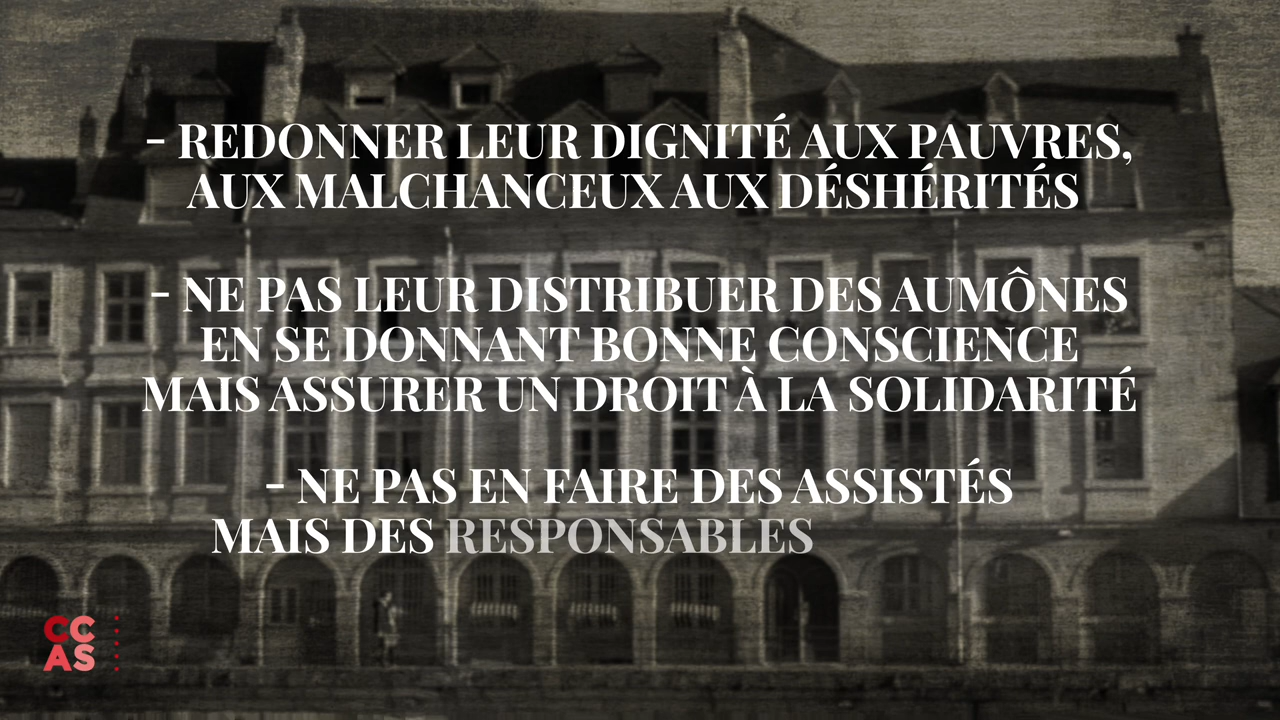 - REDONNER LEUR DIGNITÉ AUX PAUVRES,
AUX MALCHANCEUX AUX DÉSHÉRITÉS
- NE PAS LEUR DISTRIBUER DES AUMÔNES
EN SE DONNANT BONNE CONSCIENCE
MAIS ASSURER UN DROIT À LA SOLIDARITÉ
- NE PAS EN FAIRE DES ASSISTÉS
MAIS DES RESPONSABLES
CC
AS